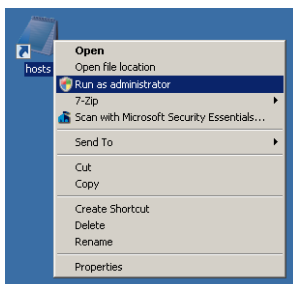 hosts
Open
Open file location
Run as administrator
7-Zip
Scan with Microsoft Security Essentials...
Send To
Cut
Copy
Create Shortcut
Delete
Rename
Properties